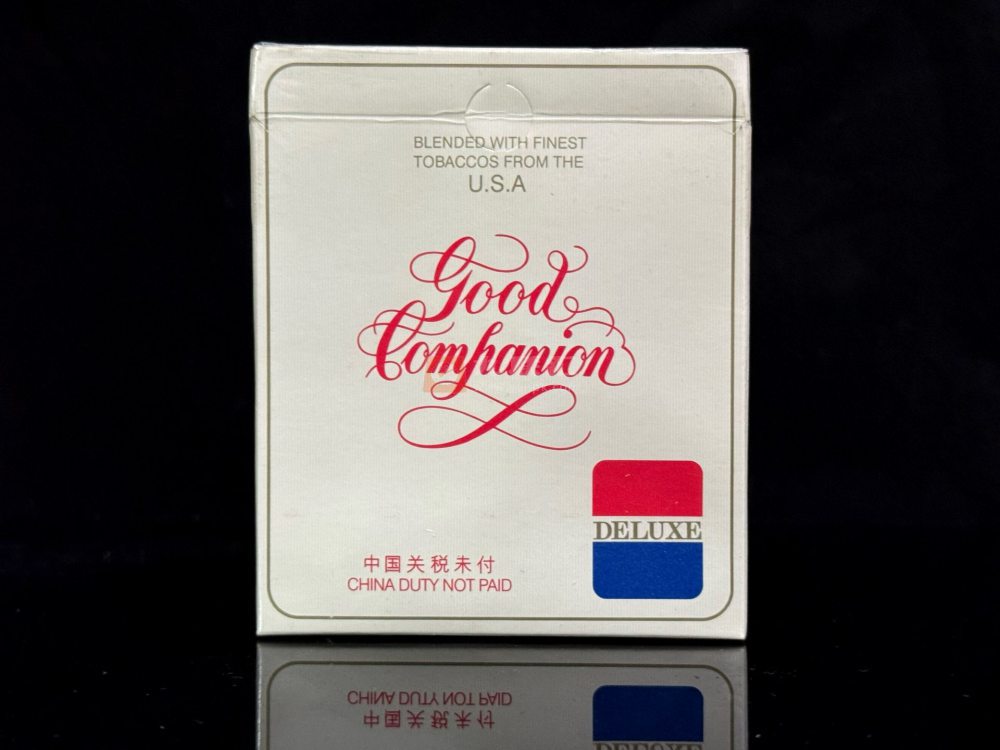 BLENDED WITH FINEST
TOBACCOS FROM THE
U.S.A
Good
Companion
DELUXE
中国关税未付
CHINA DUTY NOT PAID